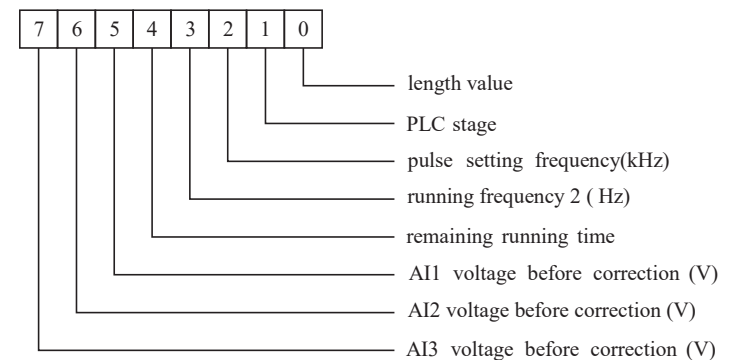 7 6 5 4 3 2 1 0
length value
PLC stage
pulse setting frequency(kHz)
running frequency 2 ( Hz)
remaining running time
AI1 voltage before correction (V)
AI2 voltage before correction (V)
AI3 voltage before correction (V)